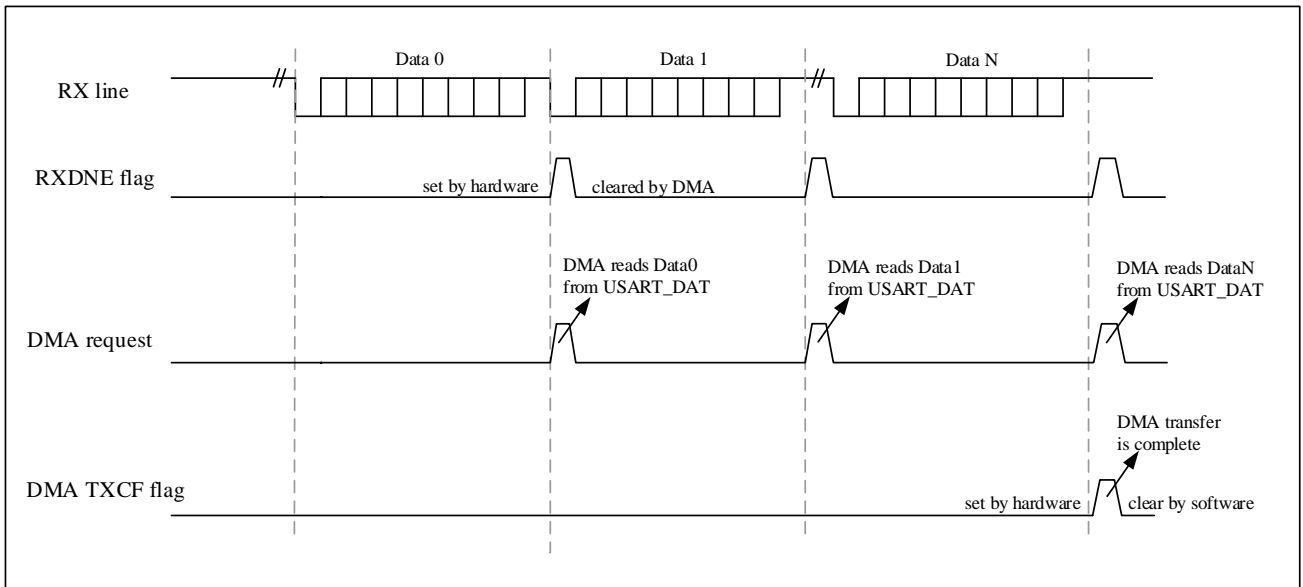 Data 0
Data 1
Data N
RX line
RXDNE flag
set by hardware
cleared by DMA
DMA reads Data0
from USART_DAT
DMA reads Data1
from USART_DAT
DMA reads DataN
from USART_DAT
DMA request
DMA transfer
is complete
DMA TXCF flag
set by hardware
clear by software